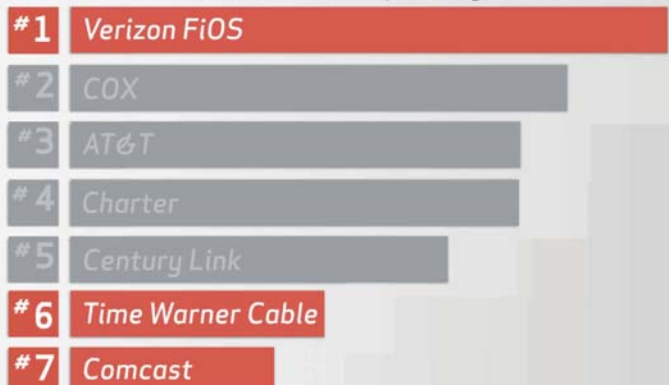 #1 Verizon FiOS
#2 COX
#3 AT&T
#4 Charter
#5 Century Link
#6 Time Warner Cable
#7 Comcast